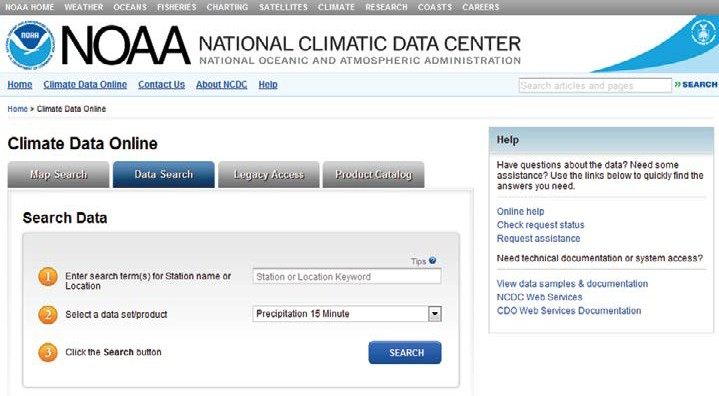 NOAA HOME WEATHER OCEANS FISHERIES CHARTING SATELLITES CLIMATE RESEARCH COASTS CAREERS
NOAA
NOAA NATIONAL CLIMATIC DATA CENTER
NATIONAL OCEANIC AND ATMOSPHERIC ADMINISTRATION
Home Climate Data Online Contact Us About NCDC Help
Search articles and pages » SEARCH
Home > Climate Data Online
Climate Data Online
Map Search Data Search Legacy Access Product Catalog
Search Data
Tips ?
1 Enter search term(s) for Station name or
Location
Station or Location Keyword
2 Select a data set/product Precipitation 15 Minute
3 Click the Search button SEARCH
Help
Have questions about the data? Need some
assistance? Use the links below to quickly find the
answers you need.
Online help
Check request status
Request assistance
Need technical documentation or system access?
View data samples & documentation
NCDC Web Services
CDO Web Services Documentation